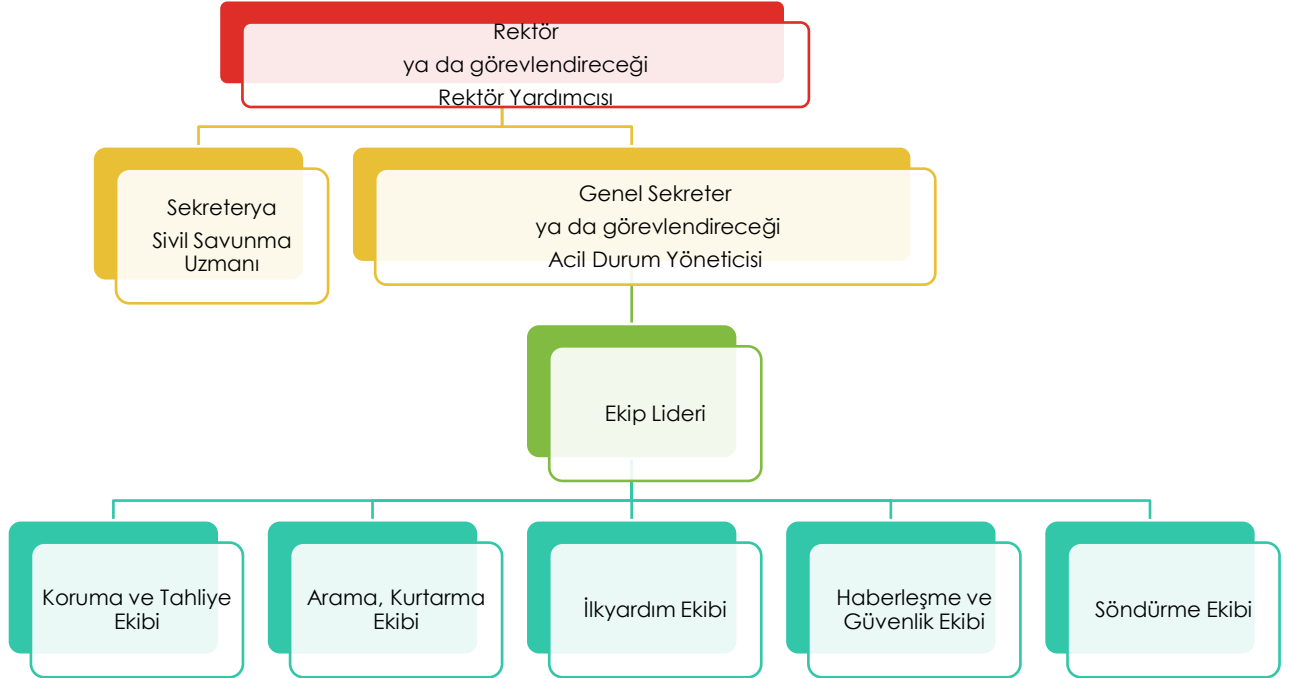 Rektör
ya da görevlendireceği
Rektör Yardımcısı
Sekreterya
Sivil Savunma
Uzmanı
Genel Sekreter
ya da görevlendireceği
Acil Durum Yöneticisi
Ekip Lideri
Koruma ve Tahliye
Ekibi
Arama, Kurtarma
Ekibi
İlkyardım Ekibi
Haberleşme ve
Güvenlik Ekibi
Söndürme Ekibi